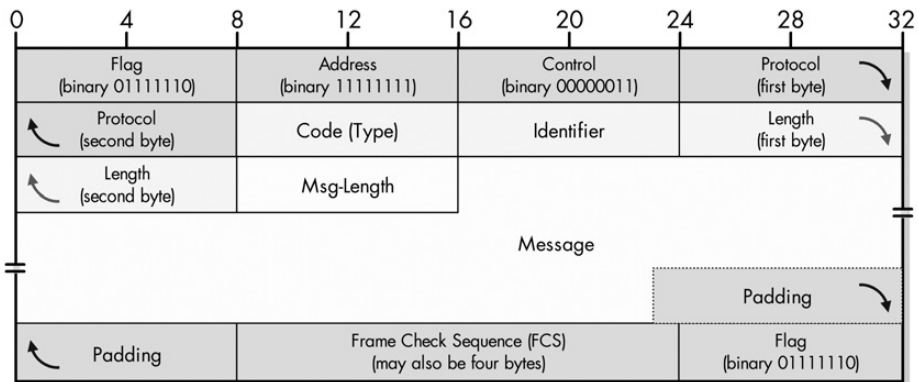 0 4 8 12 16 20 24 28 32
Flag
(binary 01111110)
Address
(binary 11111111)
Control
(binary 00000011)
Protocol
(first byte)
Protocol
(second byte)
Code (Type)
Identifier
Length
(first byte)
Length
(second byte)
Msg-Length
Message
Padding
Padding
Frame Check Sequence (FCS)
(may also be four bytes)
Flag
(binary 01111110)